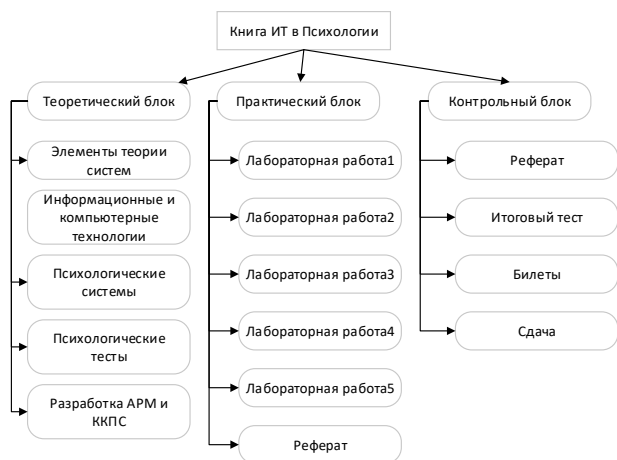 Книга ИТ в Психологии
Теоретический блок
Элементы теории
систем
Информационные и
компьютерные
технологии
Психологические
системы
Психологические
тесты
Разработка АРМ и
ККПС
Практический блок
Лабораторная работа1
Лабораторная работа2
Лабораторная работа3
Лабораторная работа4
Лабораторная работа5
Реферат
Контрольный блок
Реферат
Итоговый тест
Билеты
Сдача